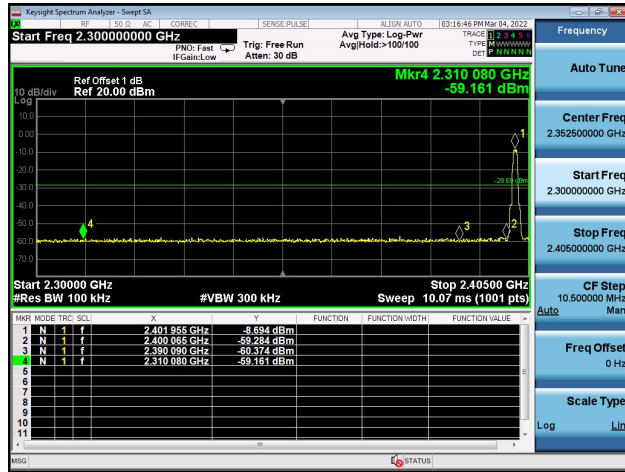 Keysight Spectrum Analyzer - Swept SA
RF 50 Ω AC CORREC SENSE:PULSE ALIGN AUTO 03:16:46 PM Mar 04, 2022
Start Freq 2.300000000 GHz
PNO: Fast
IFGain:Low
Trig: Free Run
Atten: 30 dB
Avg Type: Log-Pwr
Avg|Hold:>100/100
TRACE 1 2 3 4 5 6
TYPE M WWWWW
DET P N N N N N
Ref Offset 1 dB
Ref 20.00 dBm
10 dB/div
Log
Mkr4 2.310 080 GHz
-59.161 dBm
10.0
0.00
-10.0
-20.0
-30.0
-40.0
-50.0
-60.0
-70.0
1
-28.69 dBm
4
3
2
Start 2.30000 GHz
Stop 2.40500 GHz
#Res BW 100 kHz
#VBW 300 kHz
Sweep 10.07 ms (1001 pts)
MKR MODE TRC SCL X Y FUNCTION FUNCTION WIDTH FUNCTION VALUE
1 N 1 f 2.401 955 GHz -8.694 dBm
2 N 1 f 2.400 065 GHz -59.284 dBm
3 N 1 f 2.390 090 GHz -60.374 dBm
4 N 1 f 2.310 080 GHz -59.161 dBm
5
6
7
8
9
10
11
MSG
STATUS
Frequency
Auto Tune
Center Freq
2.352500000 GHz
Start Freq
2.300000000 GHz
Stop Freq
2.405000000 GHz
CF Step
10.500000 MHz
Auto Man
Freq Offset
0 Hz
Scale Type
Log Lin